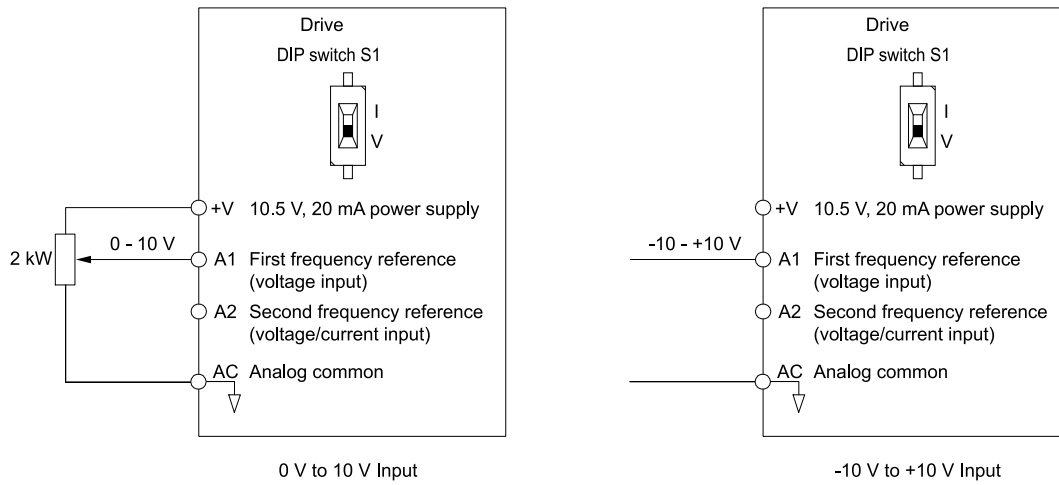 Drive
DIP switch S1
I
V
+V 10.5 V, 20 mA power supply
0 - 10 V
2 kW
A1 First frequency reference
(voltage input)
A2 Second frequency reference
(voltage/current input)
AC Analog common
0 V to 10 V Input
Drive
DIP switch S1
I
V
+V 10.5 V, 20 mA power supply
-10 - +10 V
A1 First frequency reference
(voltage input)
A2 Second frequency reference
(voltage/current input)
AC Analog common
-10 V to +10 V Input